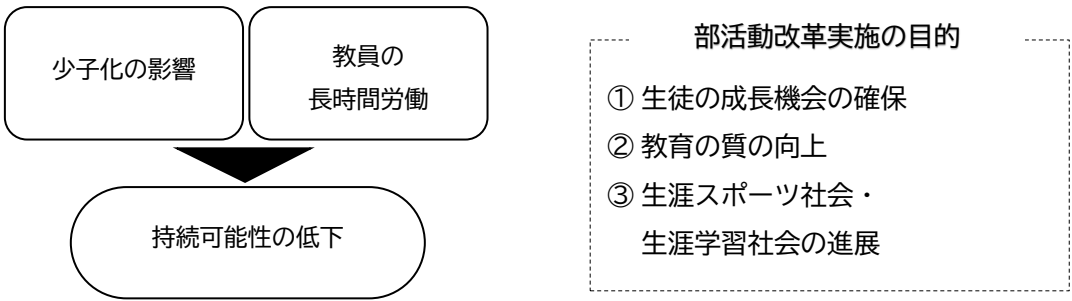 少子化の影響
教員の
長時間労働
持続可能性の低下
部活動改革実施の目的
① 生徒の成長機会の確保
② 教育の質の向上
③ 生涯スポーツ社会・
生涯学習社会の進展